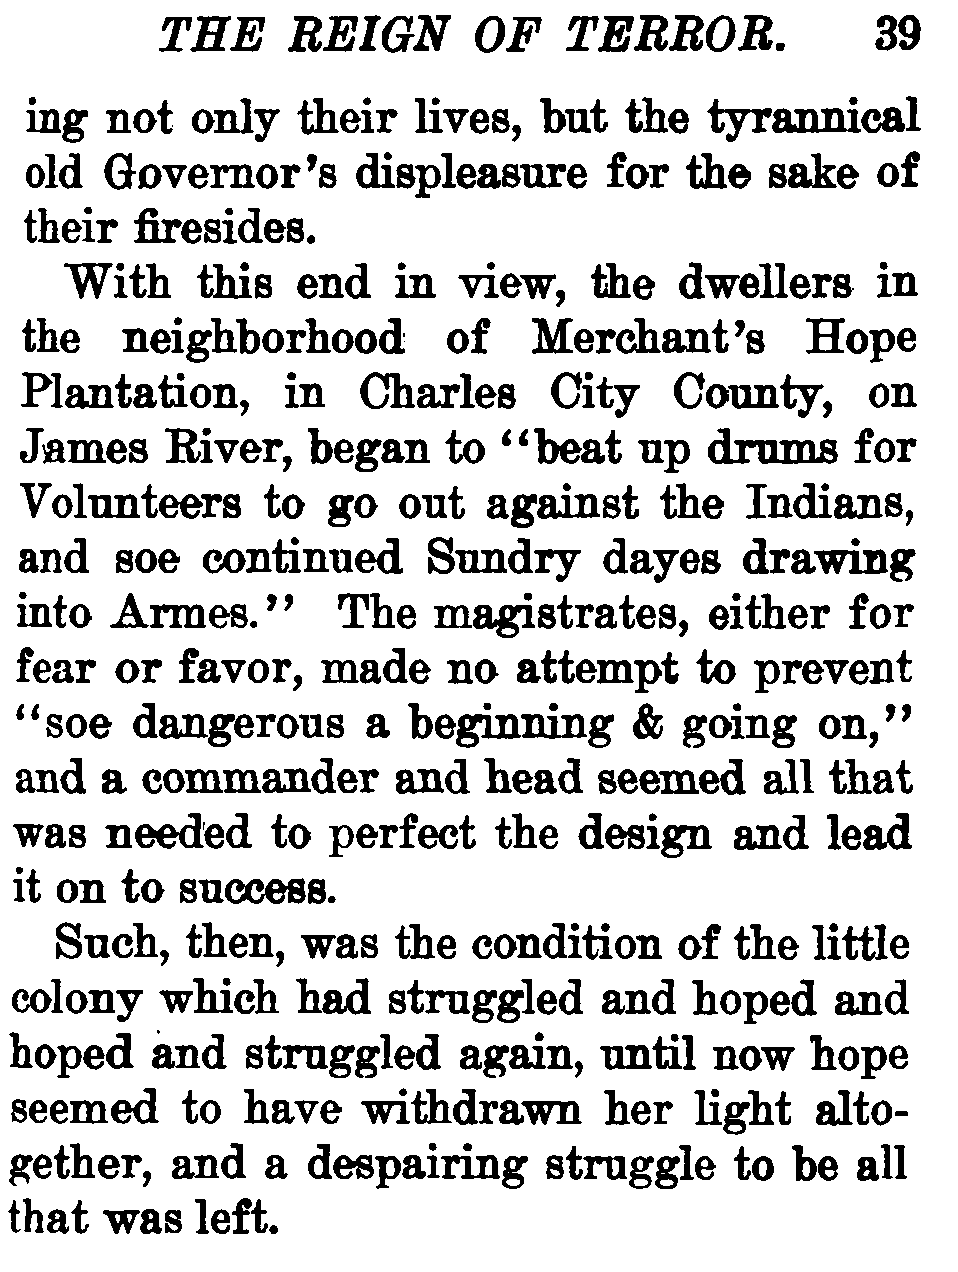 THE REIGN OF TERROR. 39
ing not only their lives, but the tyrannical
old Governor's displeasure for the sake of
their firesides.
With this end in view, the dwellers in
the neighborhood of Merchant's Hope
Plantation, in Charles City County, on
James River, began to "beat up drums for
Volunteers to go out against the Indians,
and soe continued Sundry dayes drawing
into Armes." The magistrates, either for
fear or favor, made no attempt to prevent
"soe dangerous a beginning & going on,"
and a commander and head seemed all that
was needed to perfect the design and lead
it on to success.
Such, then, was the condition of the little
colony which had struggled and hoped and
hoped and struggled again, until now hope
seemed to have withdrawn her light alto-
gether, and a despairing struggle to be all
that was left.